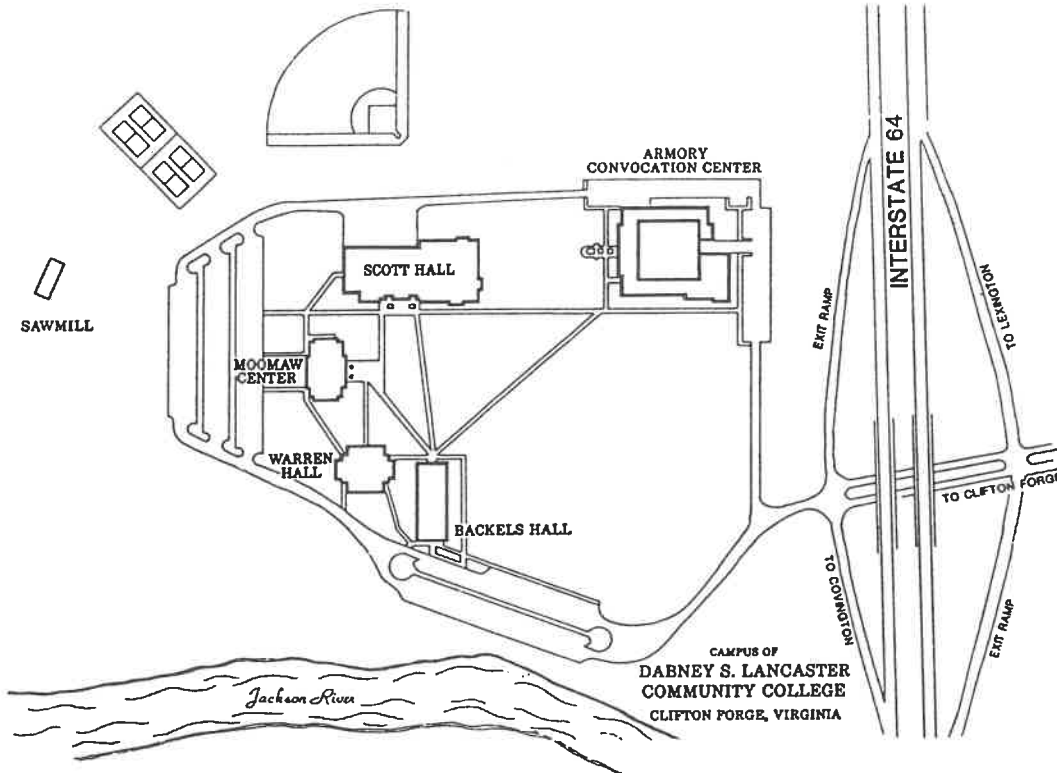 ARMORY
CONVOCATION CENTER
INTERSTATE 64
SCOTT HALL
SAWMILL
EXIT RAMP
TO LEXINGTON
MOOMAW
CENTER
WARREN
HALL
TO CLIFTON FORGE
BACKELS HALL
TO COVINGTON
EXIT RAMP
CAMPUS OF
DABNEY S. LANCASTER
COMMUNITY COLLEGE
CLIFTON FORGE, VIRGINIA
Jackson River